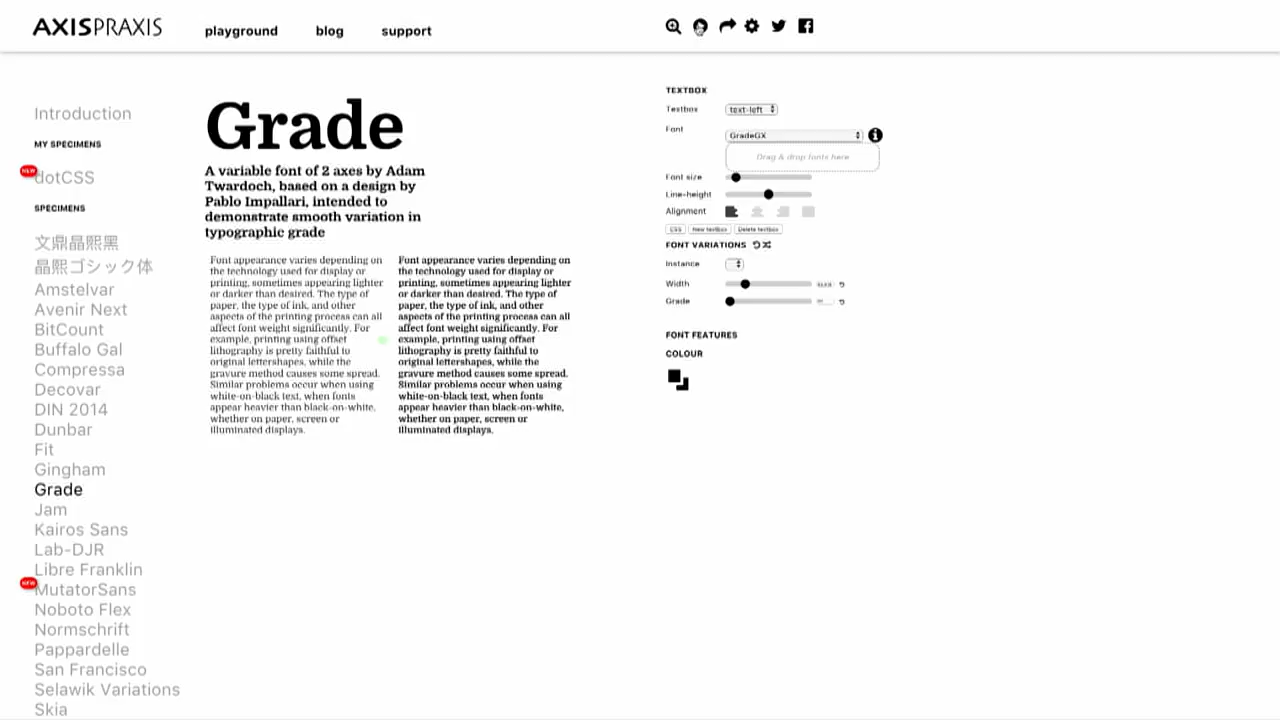 AXISPRAXIS
playground
blog
support
Introduction
MY SPECIMENS
NEW
dotCSS
SPECIMENS
文鼎晶熙黑
晶熙ゴシック体
Amstelvar
Avenir Next
BitCount
Buffalo Gal
Compressa
Decovar
DIN 2014
Dunbar
Fit
Gingham
Grade
Jam
Kairos Sans
Lab-DJR
Libre Franklin
NEW
MutatorSans
Noboto Flex
Normschrift
Pappardelle
San Francisco
Selawik Variations
Skia
Grade
A variable font of 2 axes by Adam
Twardoch, based on a design by
Pablo Impallari, intended to
demonstrate smooth variation in
typographic grade
Font appearance varies depending on
the technology used for display or
printing, sometimes appearing lighter
or darker than desired. The type of
paper, the type of ink, and other
aspects of the printing process can all
affect font weight significantly. For
example, printing using offset
lithography is pretty faithful to
original lettershapes, while the
gravure method causes some spread.
Similar problems occur when using
white-on-black text, when fonts
appear heavier than black-on-white,
whether on paper, screen or
illuminated displays.
Font appearance varies depending on
the technology used for display or
printing, sometimes appearing lighter
or darker than desired. The type of
paper, the type of ink, and other
aspects of the printing process can all
affect font weight significantly. For
example, printing using offset
lithography is pretty faithful to
original lettershapes, while the
gravure method causes some spread.
Similar problems occur when using
white-on-black text, when fonts
appear heavier than black-on-white,
whether on paper, screen or
illuminated displays.
TEXTBOX
Textbox text-left
Font GradeGX
Drag & drop fonts here
Font size
Line-height
Alignment
CSS New textbox Delete textbox
FONT VARIATIONS
Instance
Width
Grade
FONT FEATURES
COLOUR